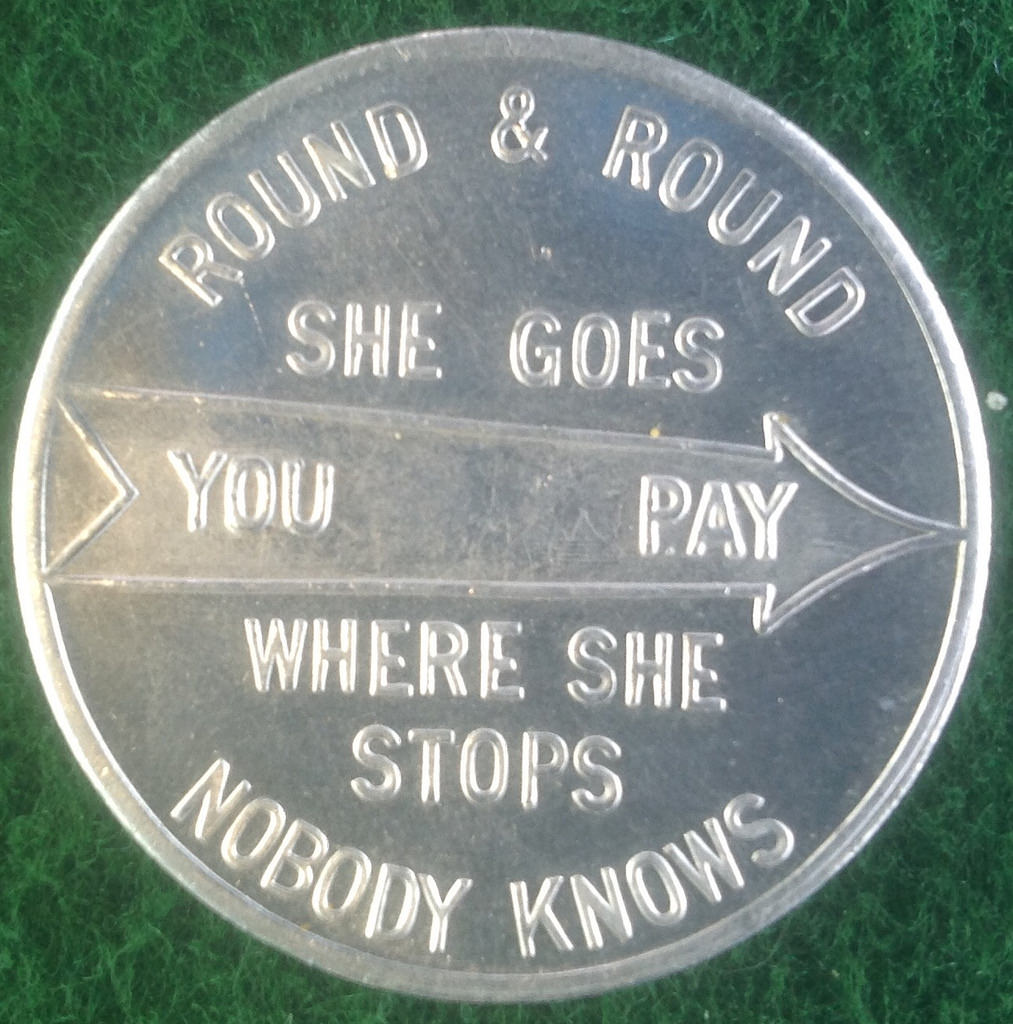 ROUND & ROUND
SHE GOES
YOU PAY
WHERE SHE
STOPS
NOBODY KNOWS